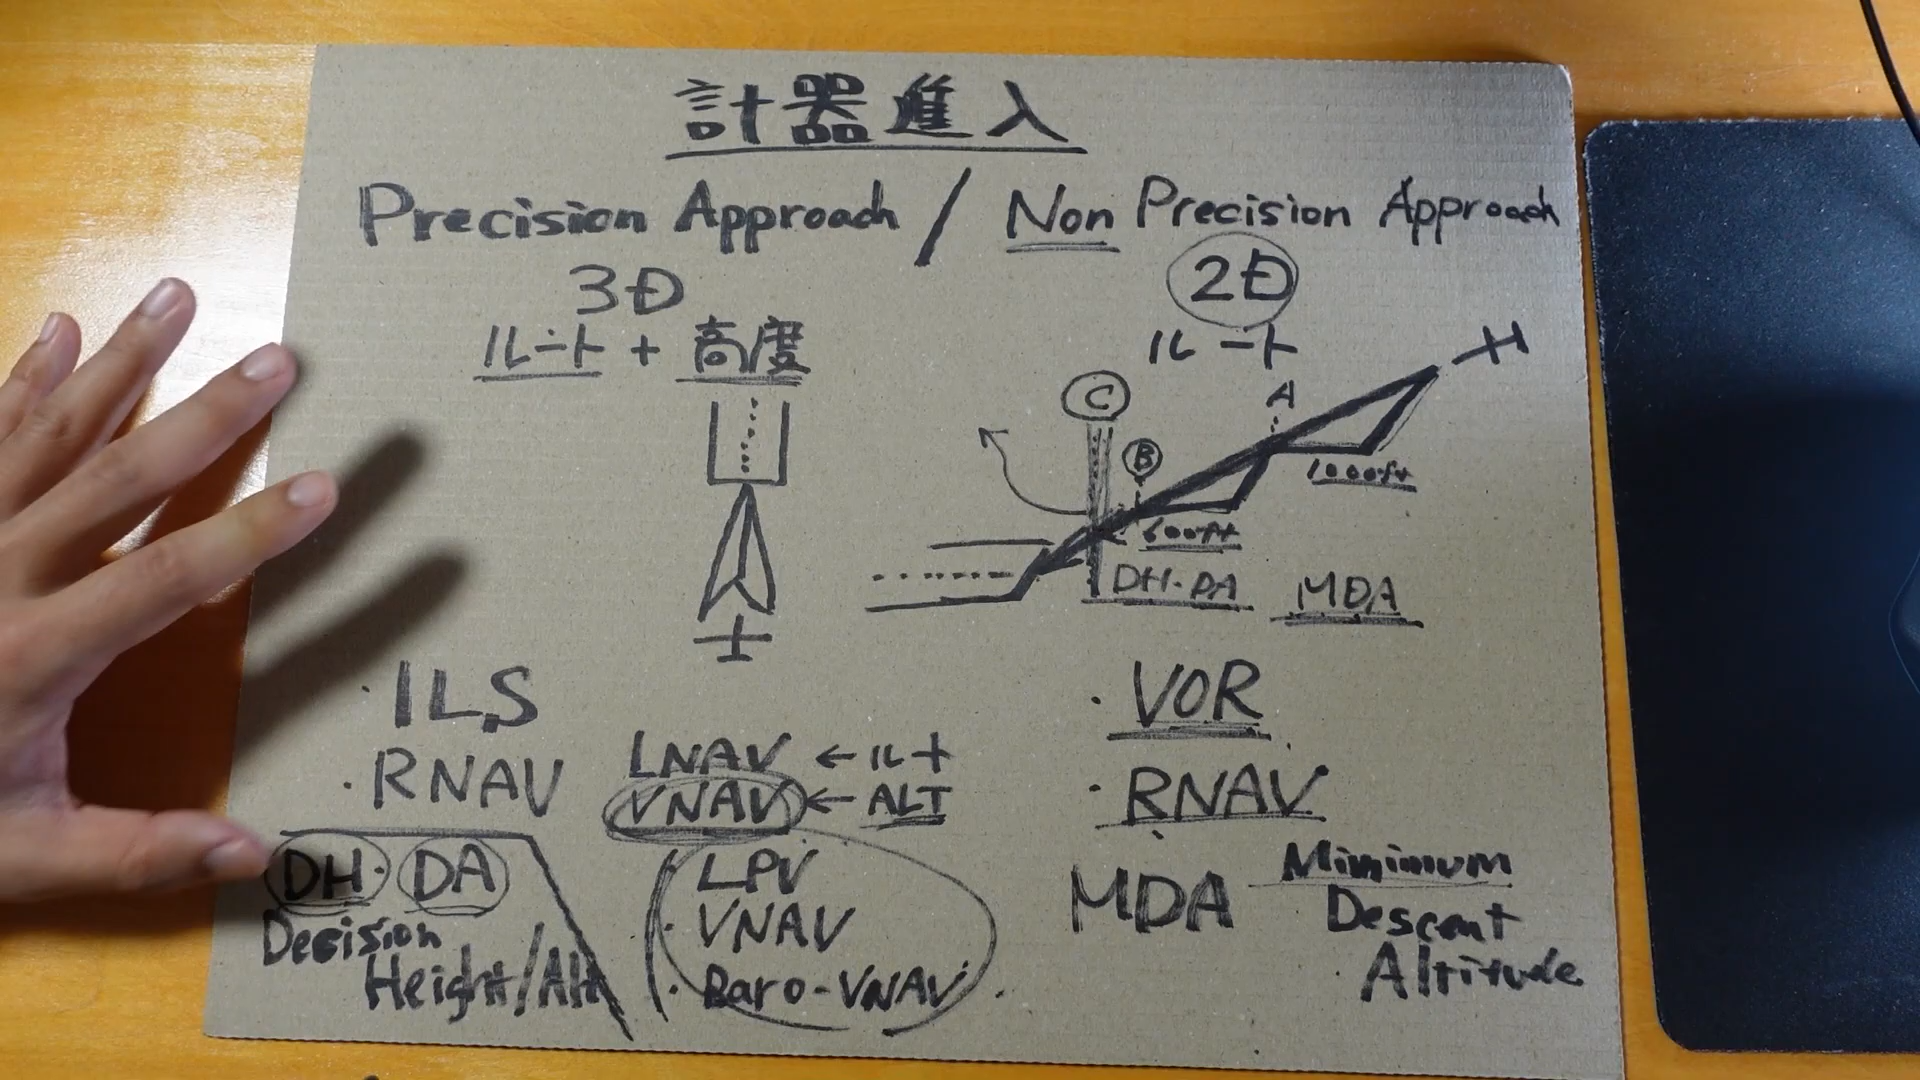 計器進入
Precision Approach / Non Precision Approach
3D
ルート + 高度
ILS
RNAV
LNAV ← ルート
VNAV ← ALT
DH・DA
Decision
Height/Alt
LPV
VNAV
Baro-VNAV
2D
ルート
A
C
B
1000ft
600ft
DH・DA
MDA
VOR
RNAV
MDA
Mimimum
Descent
Altitude